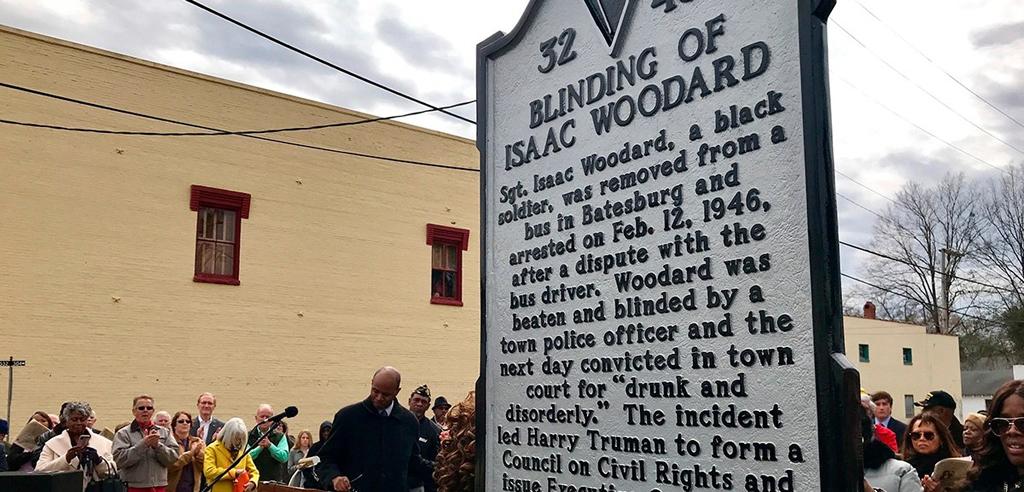 32
BLINDING OF
ISAAC WOODARD
Sgt. Isaac Woodard, a black
soldier, was removed from a
bus in Batesburg and
arrested on Feb. 12, 1946,
after a dispute with the
bus driver. Woodard was
beaten and blinded by a
town police officer and the
next day convicted in town
court for “drunk and
disorderly.” The incident
led Harry Truman to form a
Council on Civil Rights and
issue